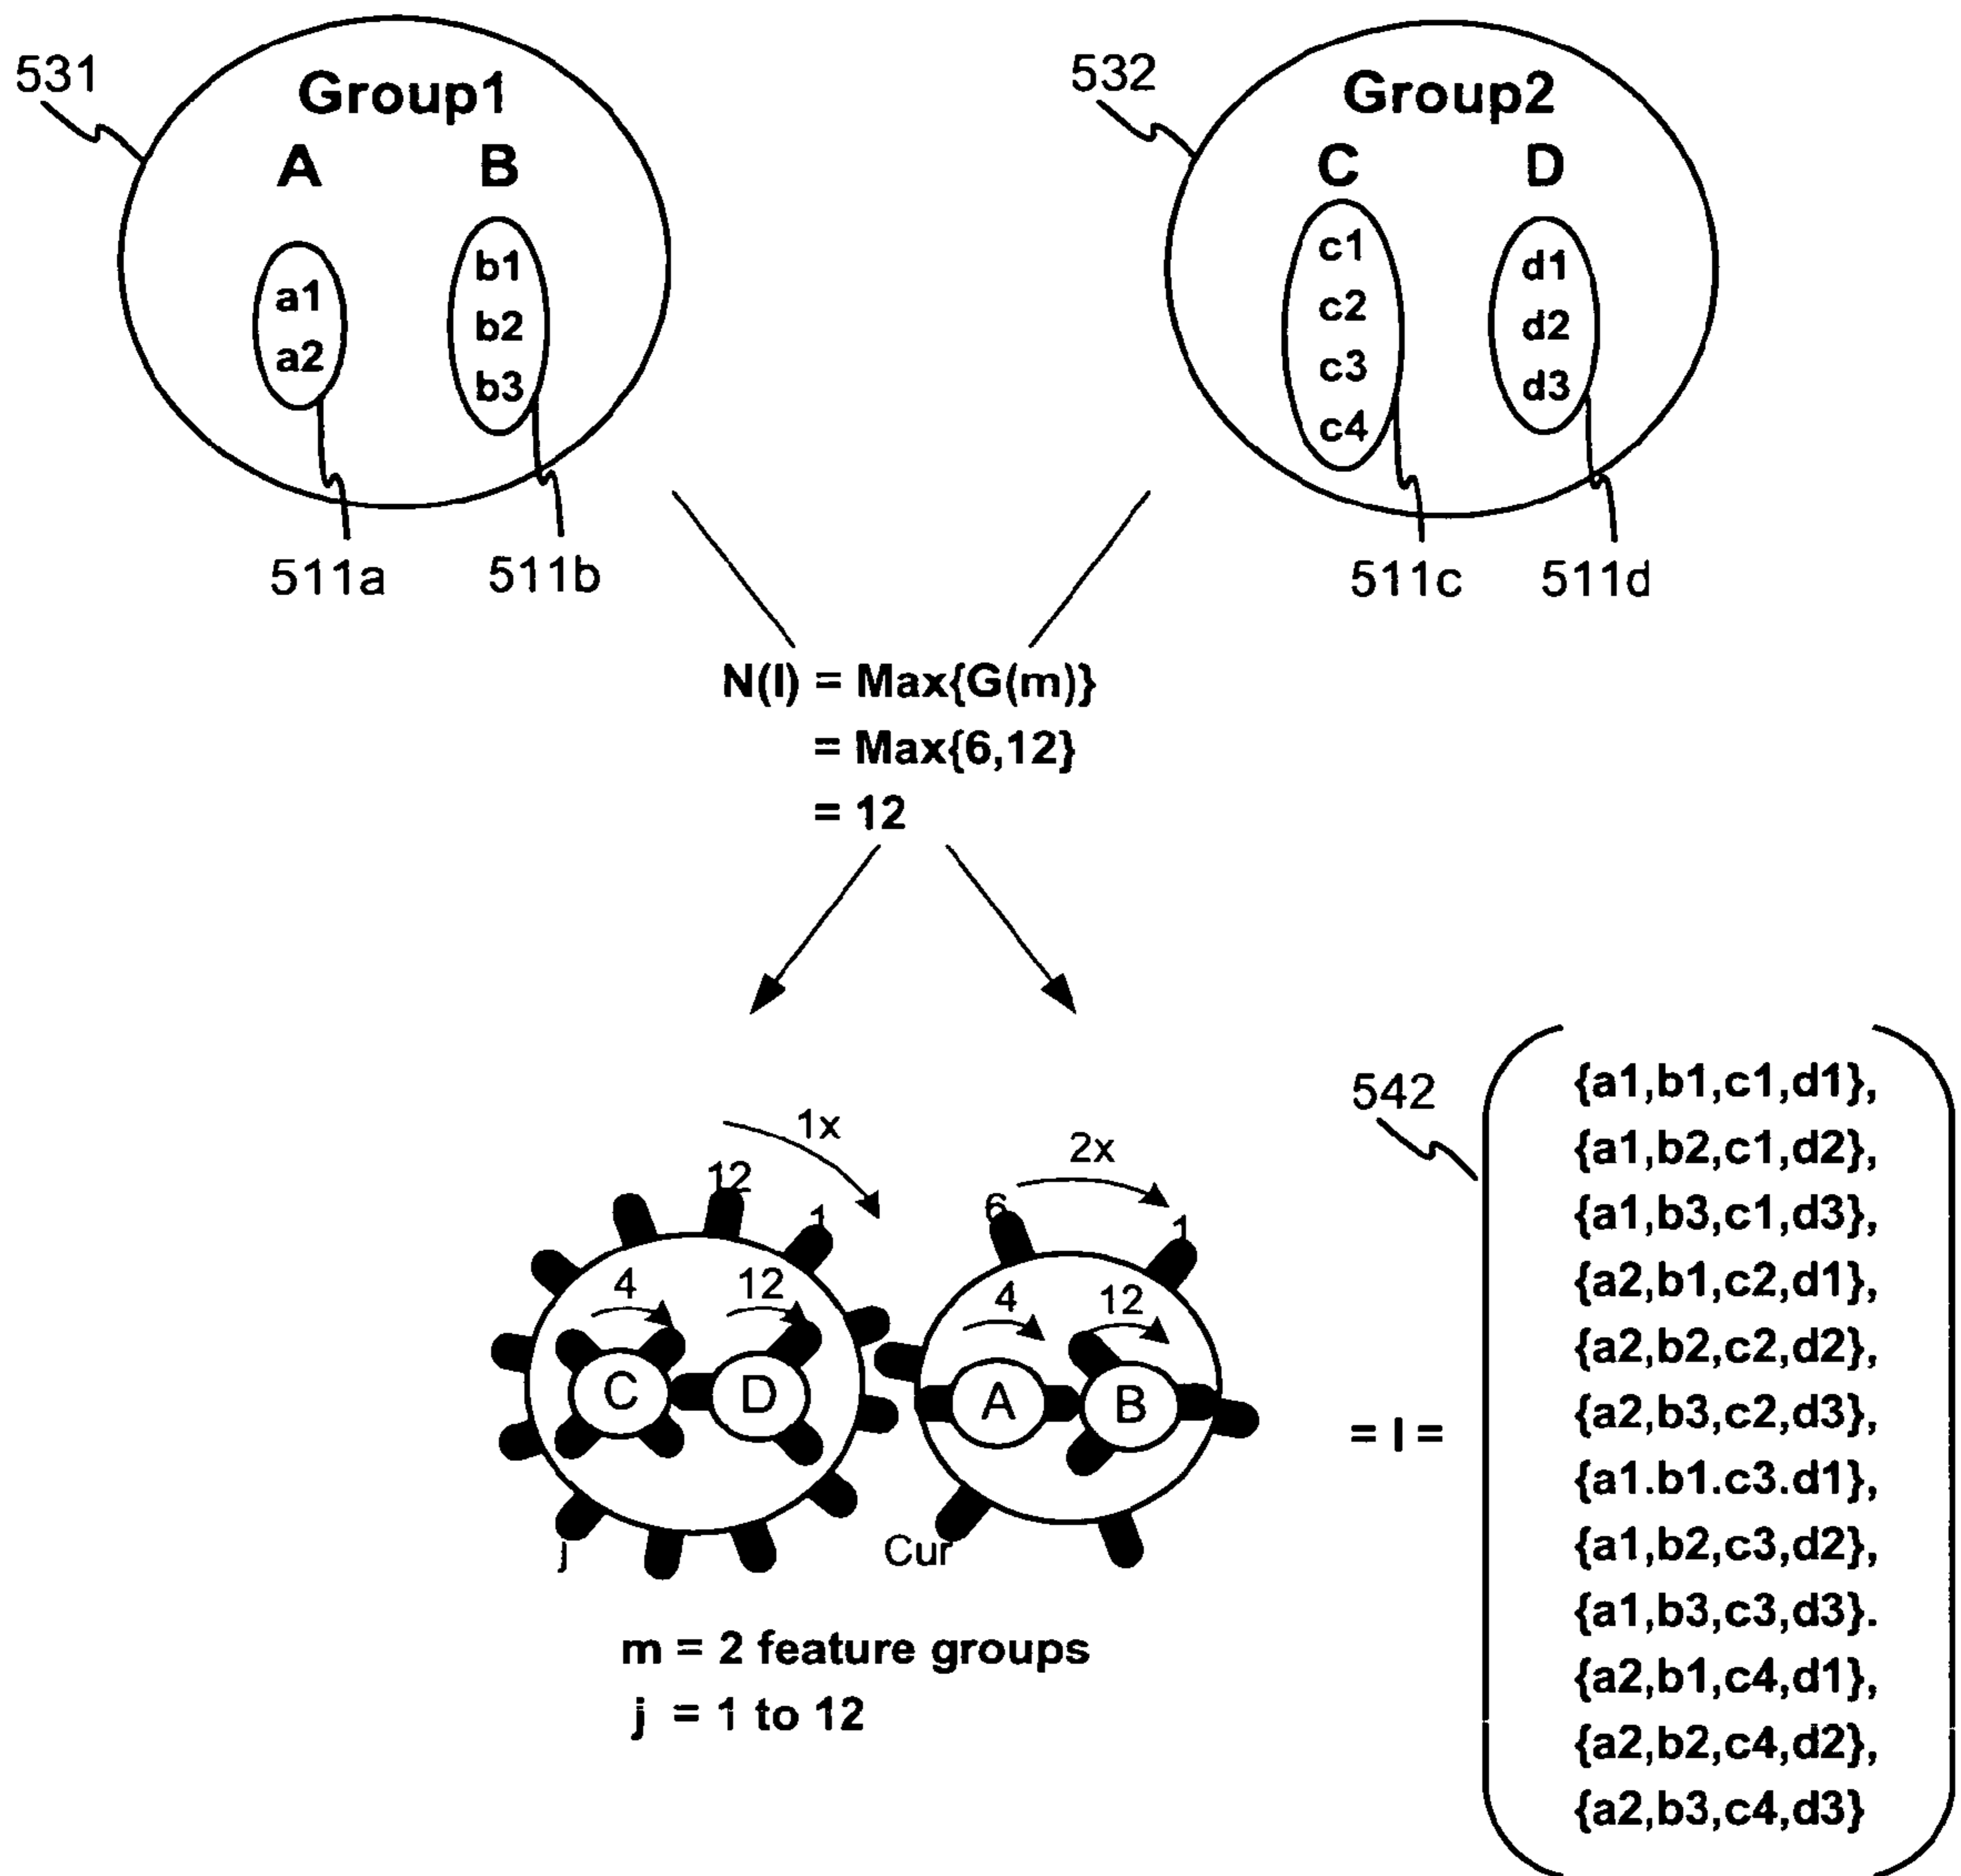 531
Group1
A B
a1
a2
b1
b2
b3
511a
511b
532
Group2
C D
c1
c2
c3
c4
d1
d2
d3
511c
511d
N(I) = Max{G(m)}
= Max{6,12}
= 12
1x
12
1
4
12
C
D
j
2x
6
1
4
12
A
B
Cur
m = 2 feature groups
j = 1 to 12
= I =
542
{a1,b1,c1,d1},
{a1,b2,c1,d2},
{a1,b3,c1,d3},
{a2,b1,c2,d1},
{a2,b2,c2,d2},
{a2,b3,c2,d3},
{a1.b1.c3.d1},
{a1,b2,c3,d2},
{a1,b3,c3,d3}.
{a2,b1,c4,d1},
{a2,b2,c4,d2},
{a2,b3,c4,d3}